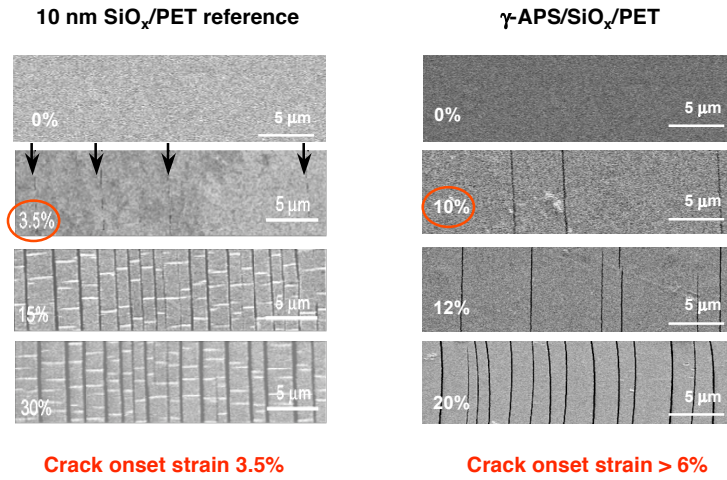 10 nm SiOx/PET reference
0%
5 µm
3.5%
5 µm
15%
5 µm
30%
5 µm
Crack onset strain 3.5%
γ-APS/SiOx/PET
0%
5 µm
10%
5 µm
12%
5 µm
20%
5 µm
Crack onset strain > 6%